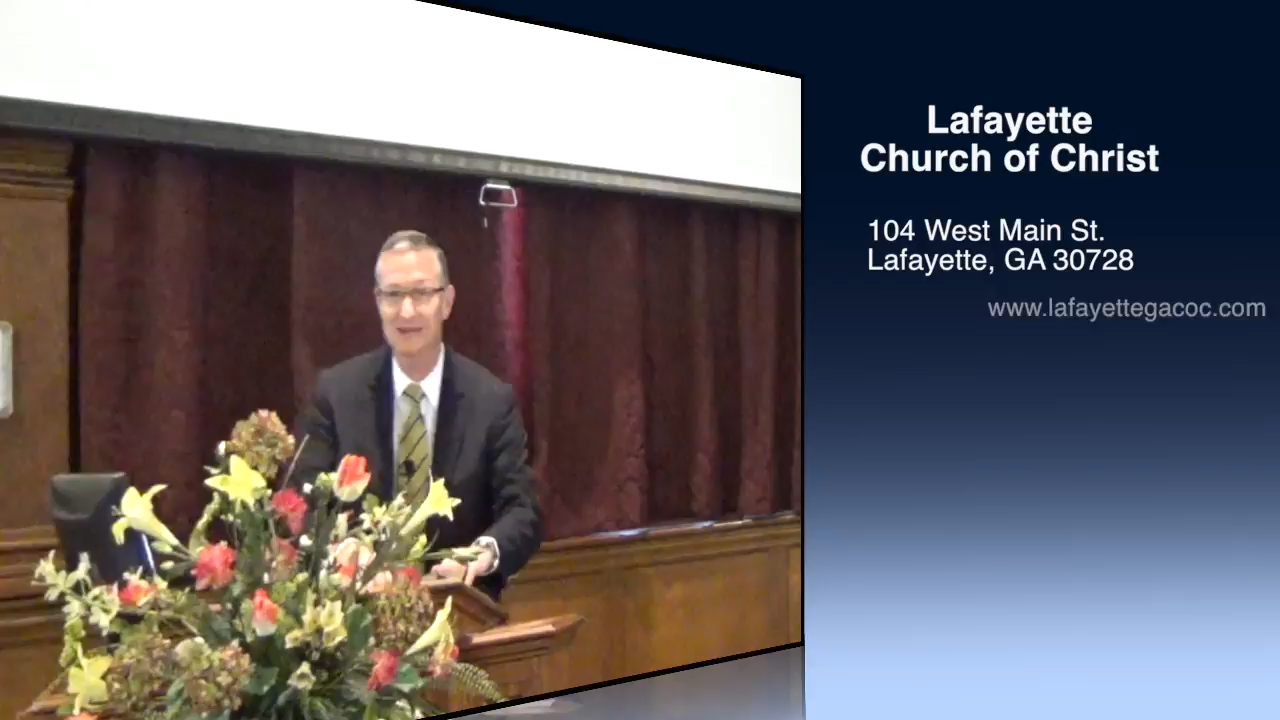 Lafayette
Church of Christ
104 West Main St.
Lafayette, GA 30728
www.lafayettegacoc.com